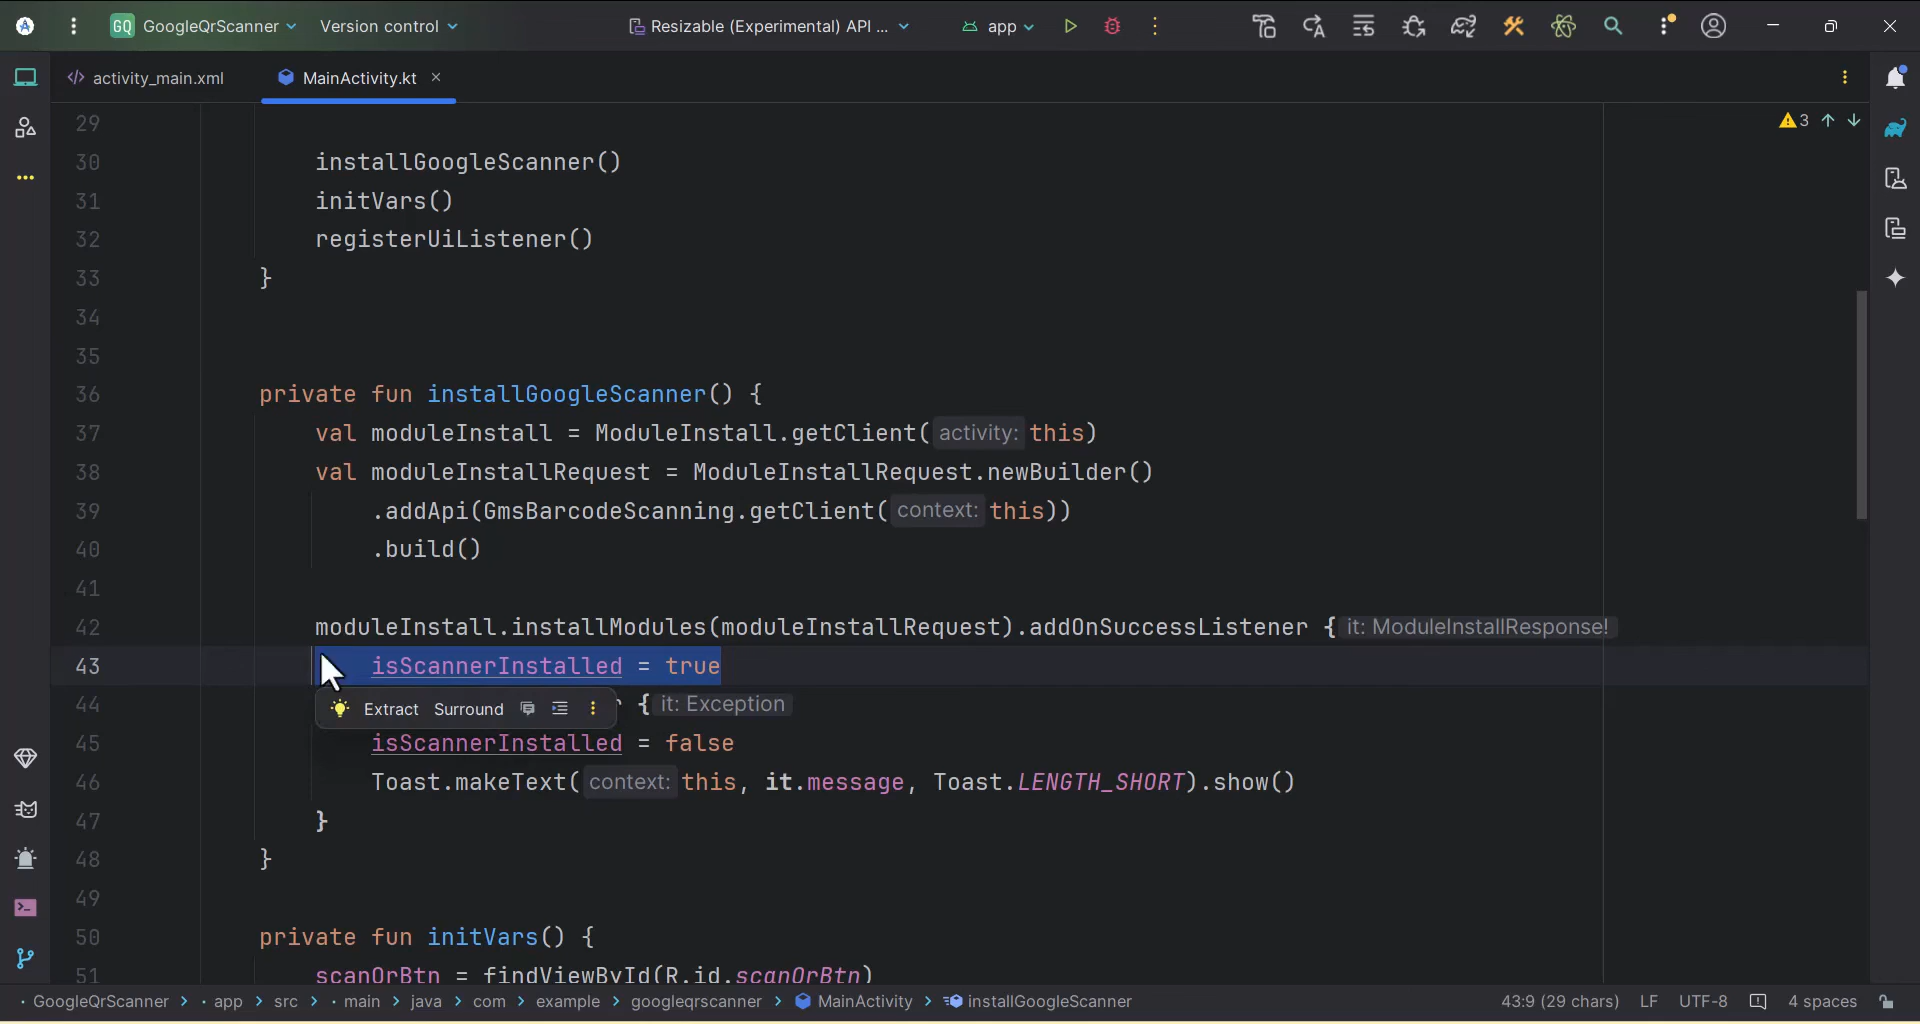 GQ GoogleQrScanner Version control Resizable (Experimental) API ... app
activity_main.xml MainActivity.kt
3
29
30 installGoogleScanner()
31 initVars()
32 registerUiListener()
33 }
34
35
36 private fun installGoogleScanner() {
37 val moduleInstall = ModuleInstall.getClient( activity: this)
38 val moduleInstallRequest = ModuleInstallRequest.newBuilder()
39 .addApi(GmsBarcodeScanning.getClient( context: this))
40 .build()
41
42 moduleInstall.installModules(moduleInstallRequest).addOnSuccessListener { it: ModuleInstallResponse!
43 isScannerInstalled = true
44 { it: Exception
Extract Surround
45 isScannerInstalled = false
46 Toast.makeText( context: this, it.message, Toast.LENGTH_SHORT).show()
47 }
48 }
49
50 private fun initVars() {
51 scanQrBtn = findViewById(R.id.scanQrBtn)
GoogleQrScanner > app > src > main > java > com > example > googleqrscanner > MainActivity > installGoogleScanner 43:9 (29 chars) LF UTF-8 4 spaces